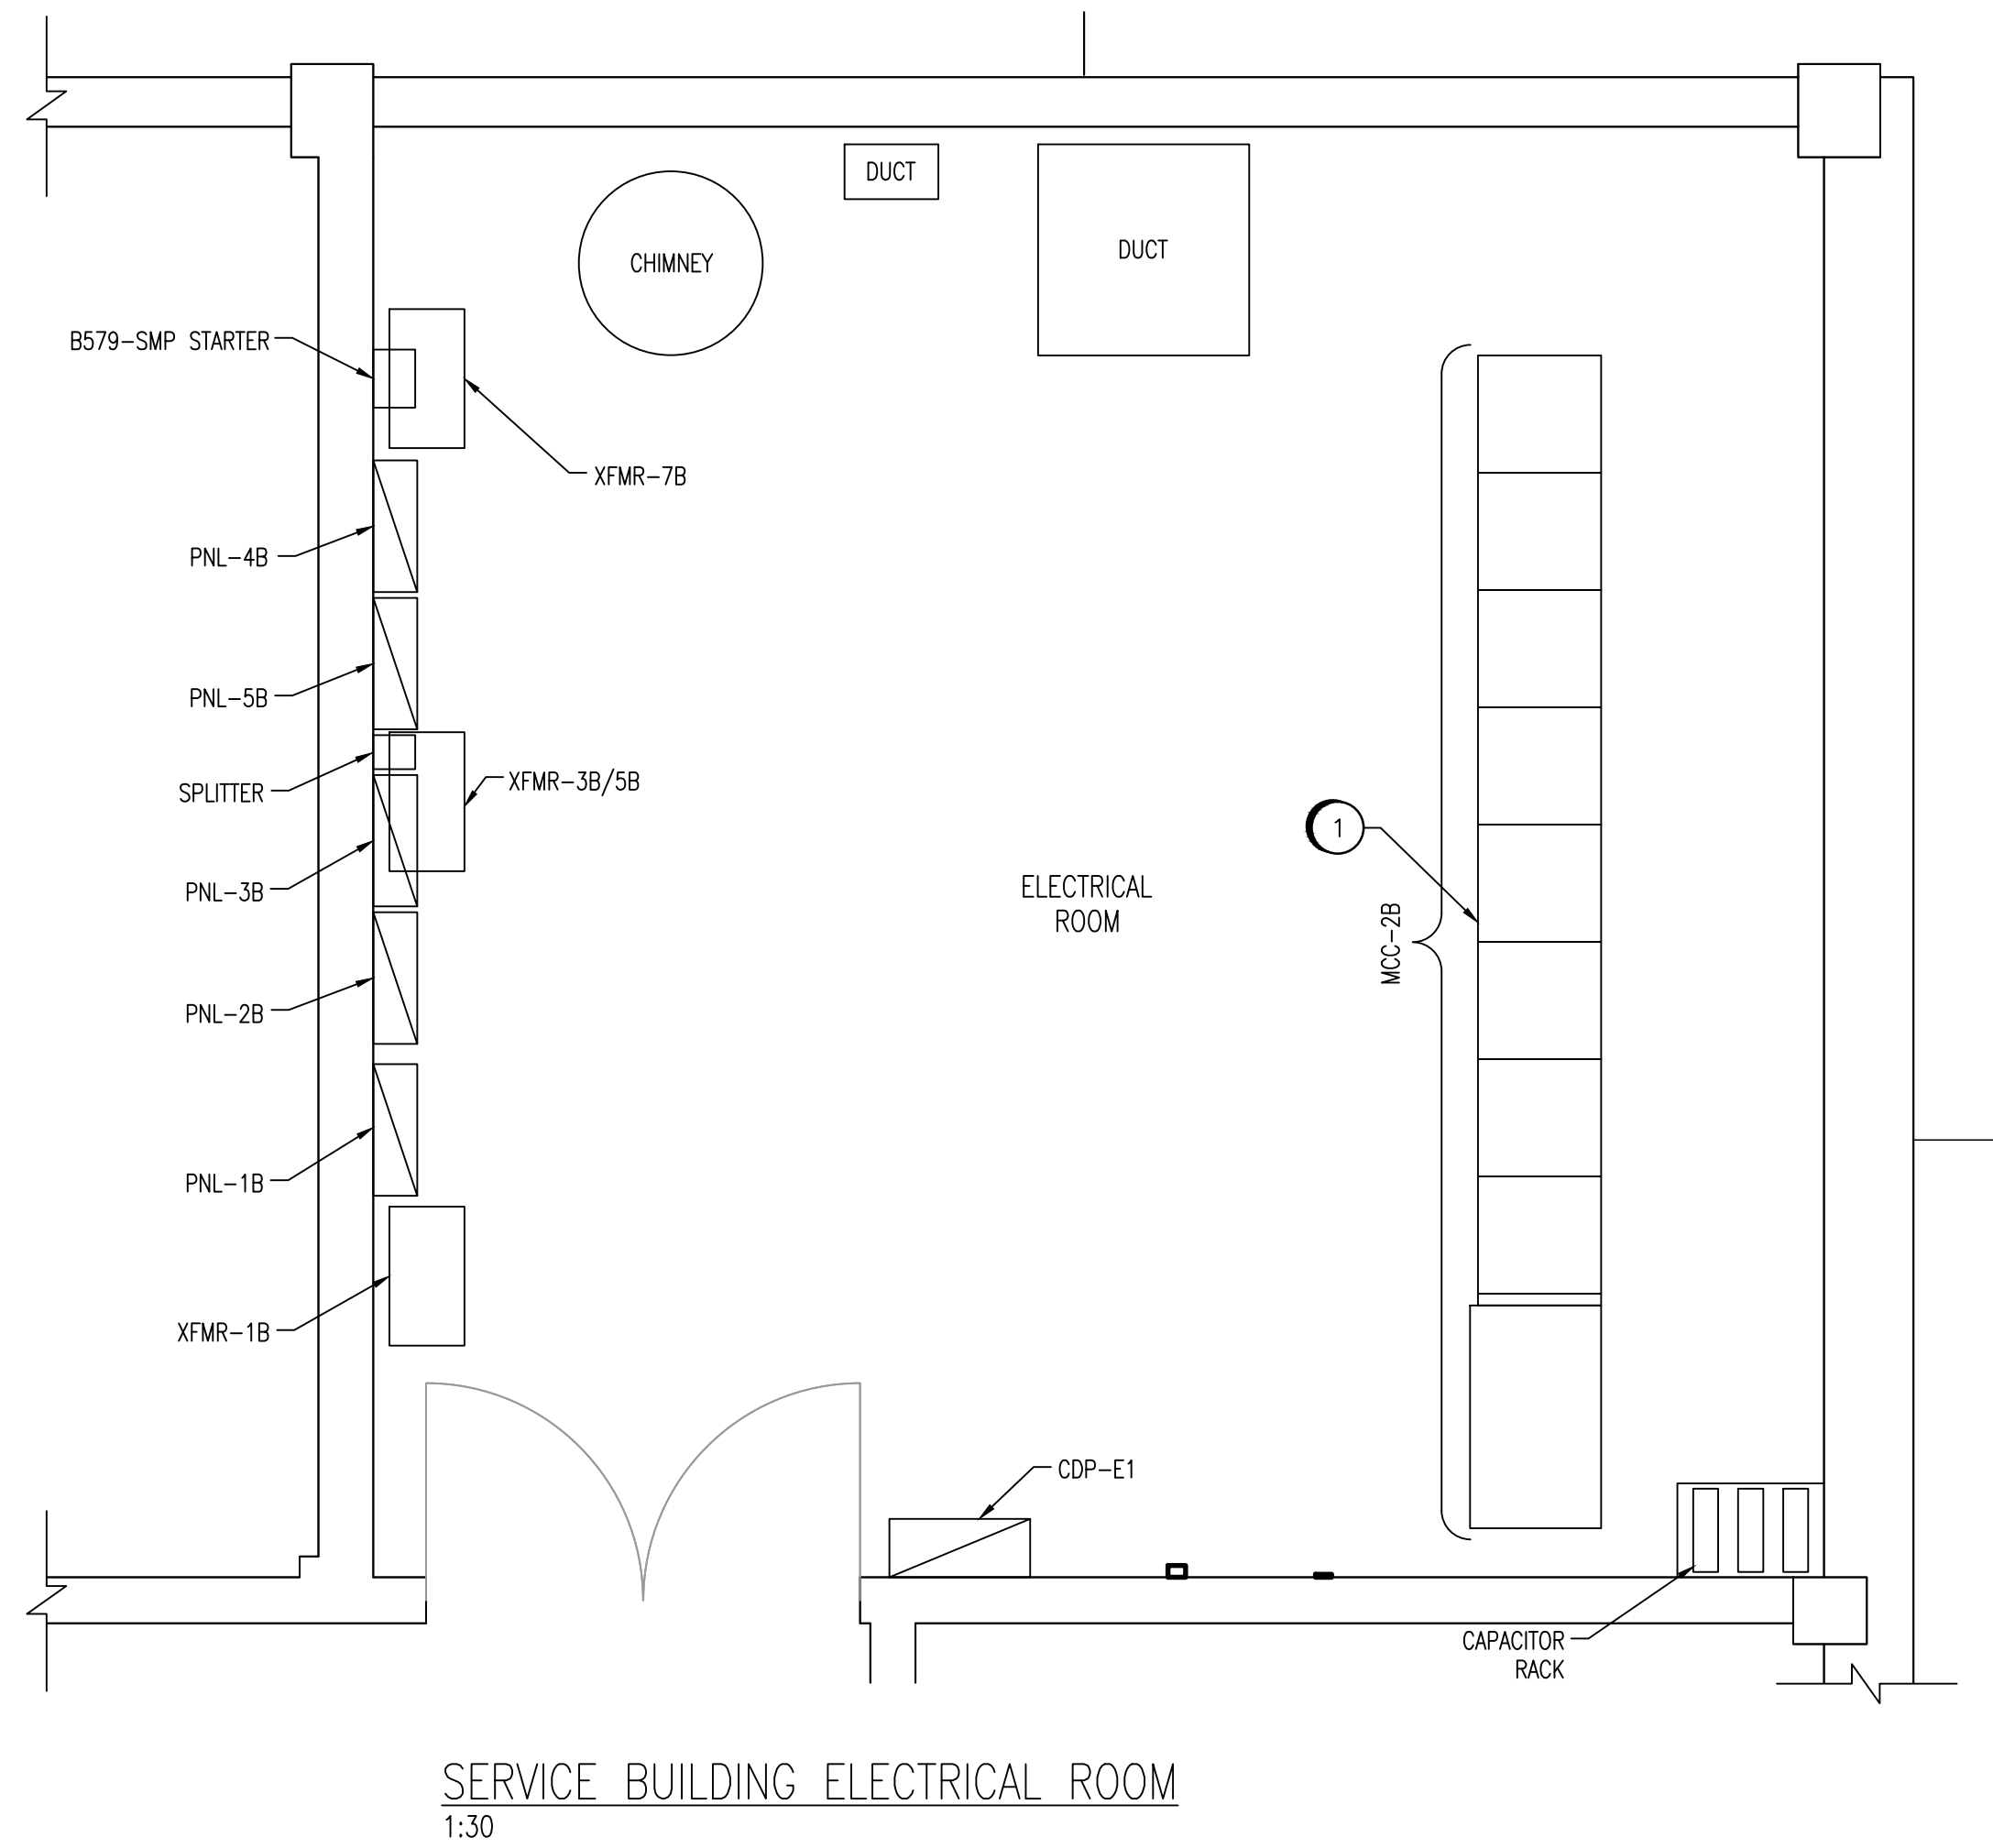 DUCT
CHIMNEY
DUCT
B579-SMP STARTER
XFMR-7B
PNL-4B
PNL-5B
SPLITTER
XFMR-3B/5B
1
PNL-3B
ELECTRICAL
ROOM
MCC-2B
PNL-2B
PNL-1B
XFMR-1B
CDP-E1
CAPACITOR
RACK
SERVICE BUILDING ELECTRICAL ROOM
1:30